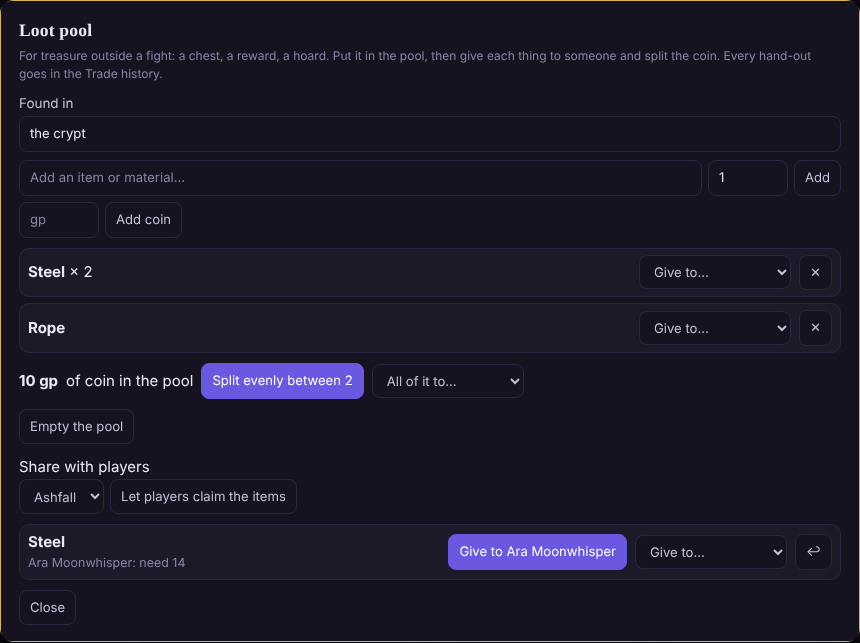 Loot pool
For treasure outside a fight: a chest, a reward, a hoard. Put it in the pool, then give each thing to someone and split the coin. Every hand-out
goes in the Trade history.
Found in
the crypt
Add an item or material...
1
Add
gp
Add coin
Steel × 2
Give to...
×
Rope
Give to...
×
10 gp of coin in the pool
Split evenly between 2
All of it to...
Empty the pool
Share with players
Ashfall
Let players claim the items
Steel
Ara Moonwhisper: need 14
Give to Ara Moonwhisper
Give to...
↩
Close